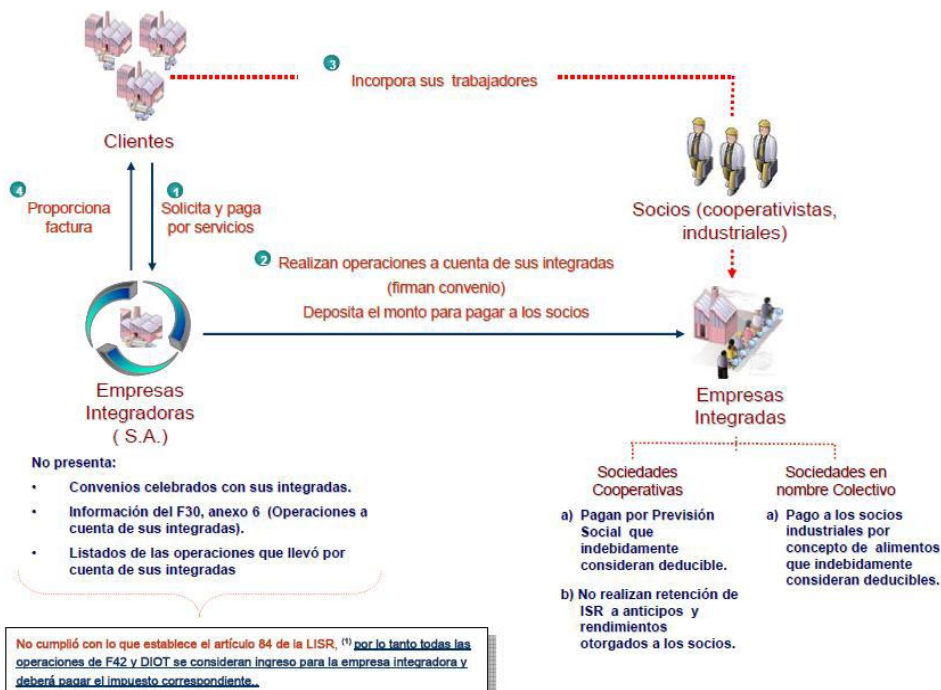 3
Incorpora sus trabajadores
Clientes
4
Proporciona
factura
1
Solicita y paga
por servicios
Socios (cooperativistas,
industriales)
2 Realizan operaciones a cuenta de sus integradas
(firman convenio)
Deposita el monto para pagar a los socios
Empresas
Integradoras
( S.A.)
Empresas
Integradas
No presenta:
• Convenios celebrados con sus integradas.
• Información del F30, anexo 6 (Operaciones a
cuenta de sus integradas).
• Listados de las operaciones que llevó por
cuenta de sus integradas
Sociedades
Cooperativas
a) Pagan por Previsión
Social que
indebidamente
consideran deducible.
b) No realizan retención de
ISR a anticipos y
rendimientos
otorgados a los socios.
Sociedades en
nombre Colectivo
a) Pago a los socios
industriales por
concepto de alimentos
que indebidamente
consideran deducibles.
No cumplió con lo que establece el artículo 84 de la LISR, (1) por lo tanto todas las
operaciones de F42 y DIOT se consideran ingreso para la empresa integradora y
deberá pagar el impuesto correspondiente..